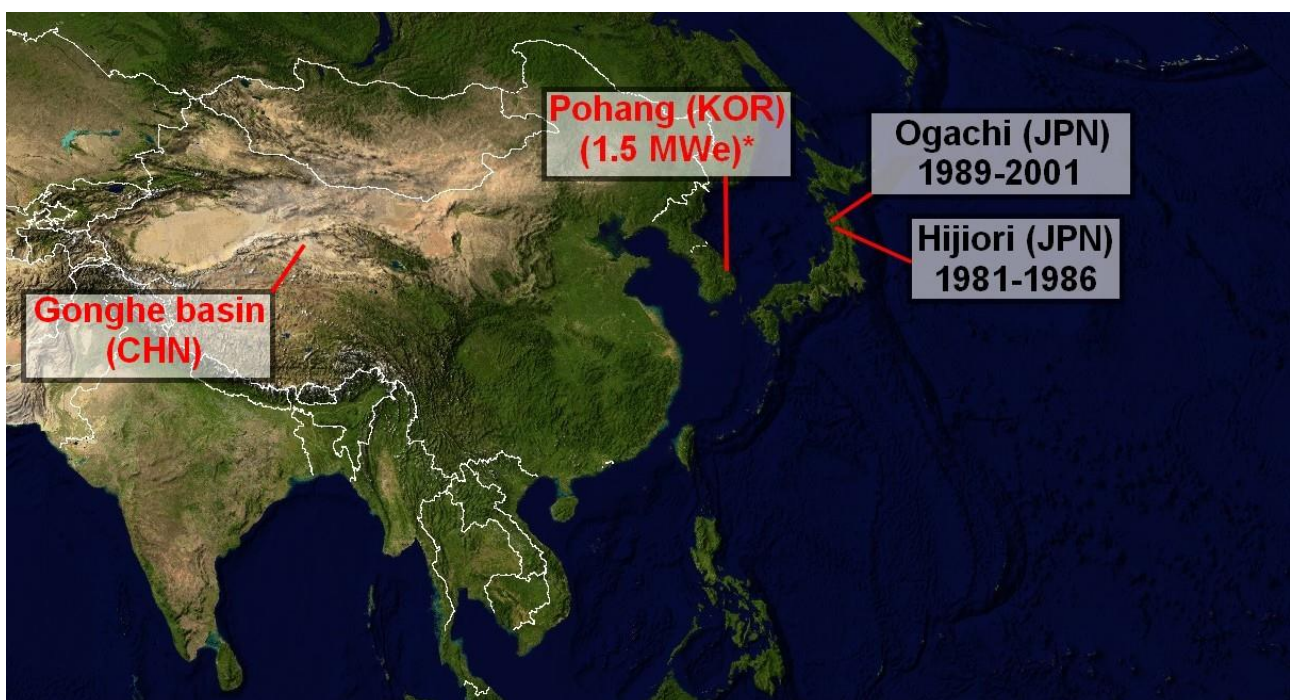 Pohang (KOR)
(1.5 MWe)*
Ogachi (JPN)
1989-2001
Hijiori (JPN)
1981-1986
Gonghe basin
(CHN)